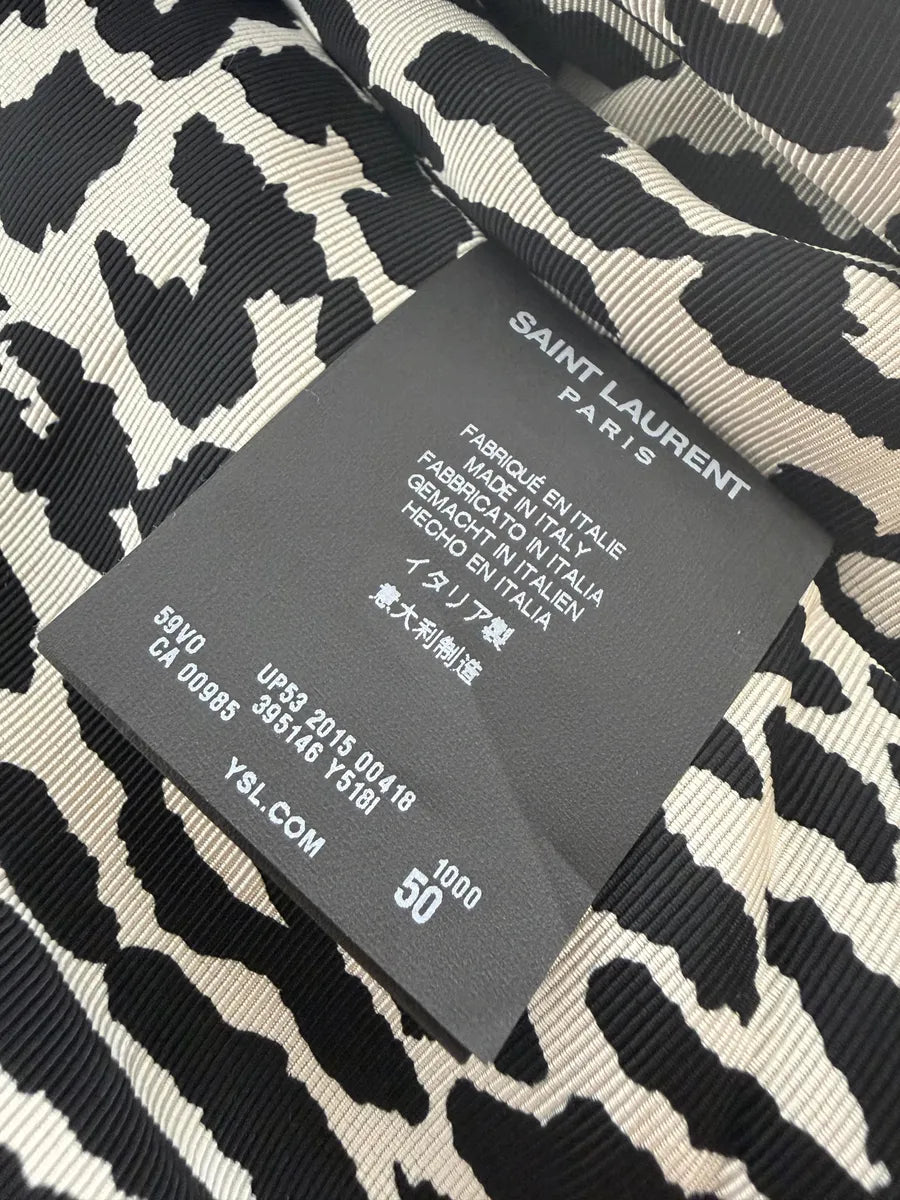 SAINT LAURENT
PARIS
FABRIQUÉ EN ITALIE
MADE IN ITALY
FABBRICATO IN ITALIA
GEMACHT IN ITALIEN
HECHO EN ITALIA
イタリア製
意大利制造
59V0 UP53 2015 00418
CA 00985 395146 Y518I
YSL.COM
1000
50